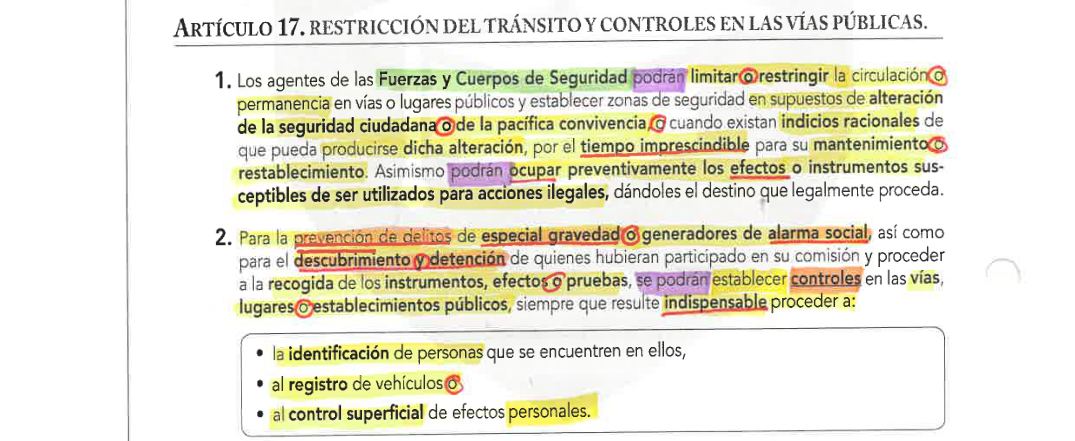 ARTÍCULO 17. RESTRICCIÓN DEL TRÁNSITO Y CONTROLES EN LAS VÍAS PÚBLICAS.
1. Los agentes de las Fuerzas y Cuerpos de Seguridad podrán limitar o restringir la circulación o
permanencia en vías o lugares públicos y establecer zonas de seguridad en supuestos de alteración
de la seguridad ciudadana o de la pacífica convivencia, o cuando existan indicios racionales de
que pueda producirse dicha alteración, por el tiempo imprescindible para su mantenimiento o
restablecimiento. Asimismo podrán ocupar preventivamente los efectos o instrumentos sus-
ceptibles de ser utilizados para acciones ilegales, dándoles el destino que legalmente proceda.
2. Para la prevención de delitos de especial gravedad o generadores de alarma social, así como
para el descubrimiento y detención de quienes hubieran participado en su comisión y proceder
a la recogida de los instrumentos, efectos o pruebas, se podrán establecer controles en las vías,
lugares o establecimientos públicos, siempre que resulte indispensable proceder a:
• la identificación de personas que se encuentren en ellos,
• al registro de vehículos o
• al control superficial de efectos personales.